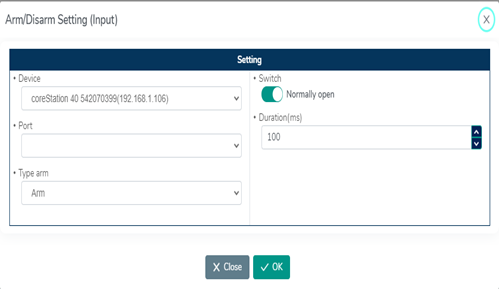 Arm/Disarm Setting (Input)
X
Setting
• Device
coreStation 40 542070399(192.168.1.106)
• Port
• Type arm
Arm
• Switch
Normally open
• Duration(ms)
100
X Close
✓ OK